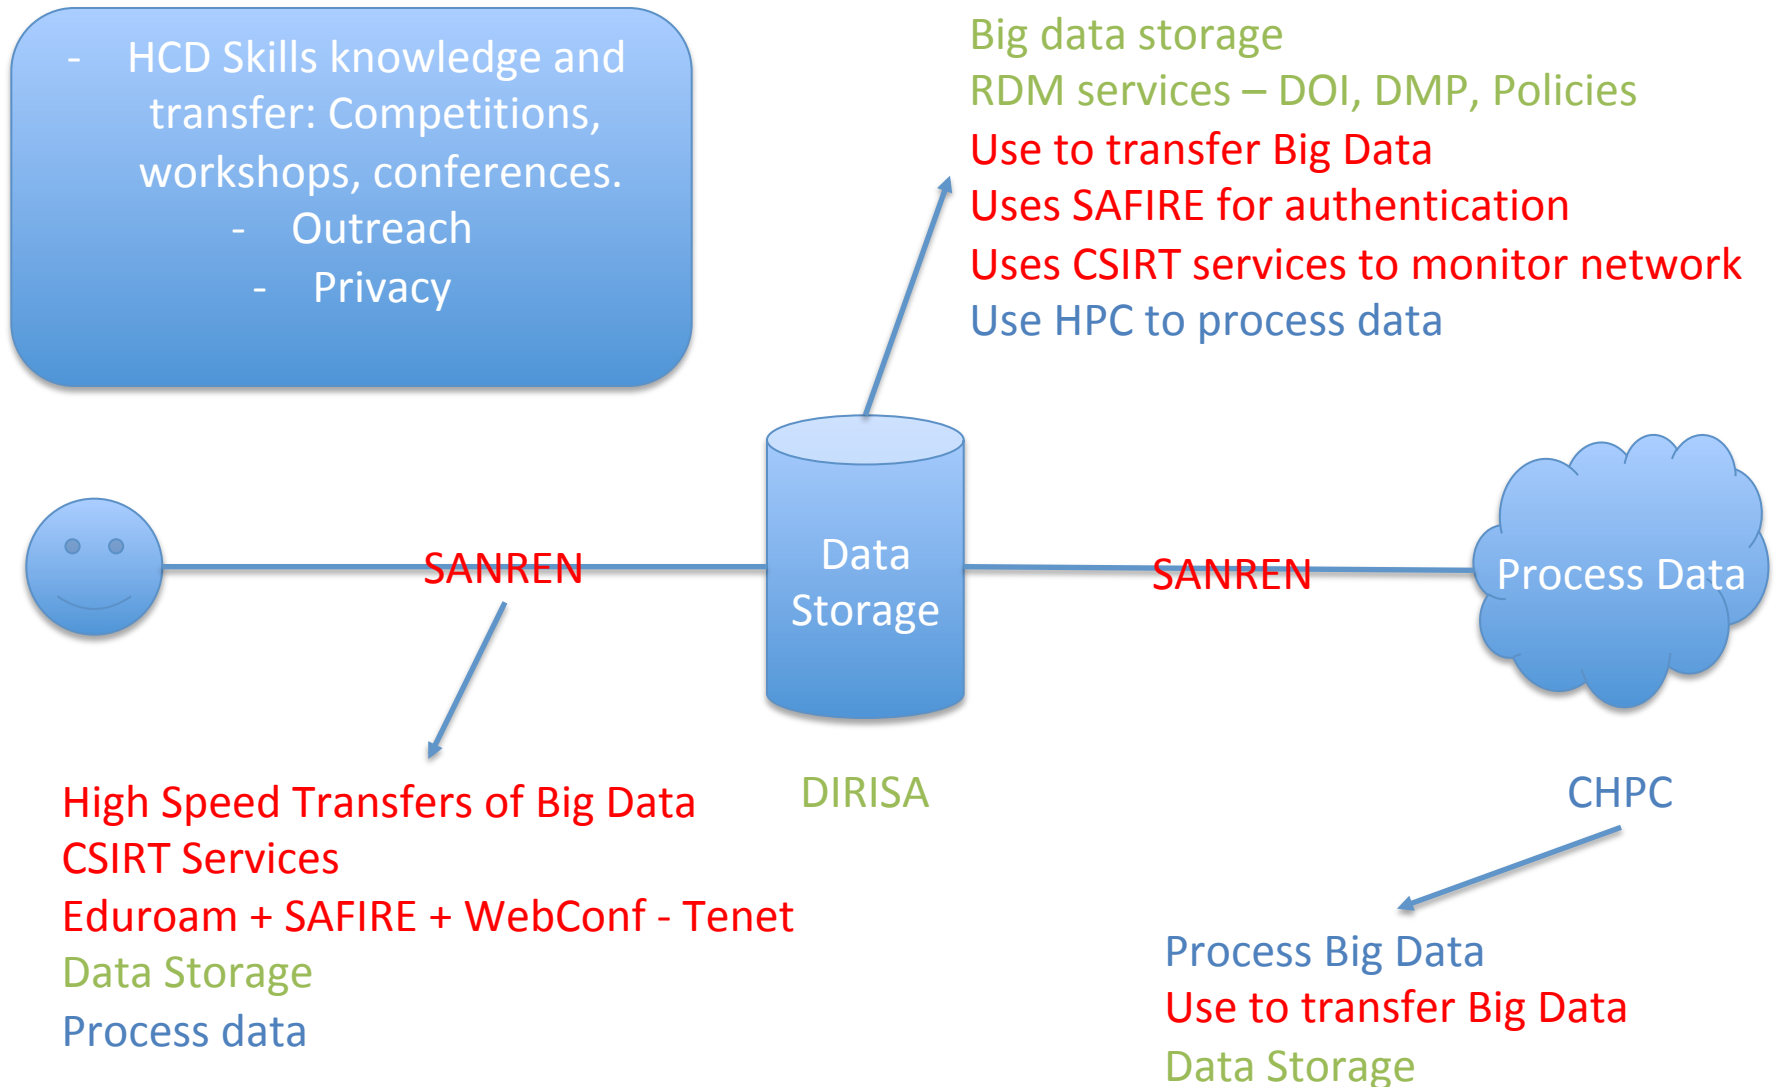 - HCD Skills knowledge and
transfer: Competitions,
workshops, conferences.
- Outreach
- Privacy
Big data storage
RDM services – DOI, DMP, Policies
Use to transfer Big Data
Uses SAFIRE for authentication
Uses CSIRT services to monitor network
Use HPC to process data
SANREN
Data
Storage
SANREN
Process Data
DIRISA
CHPC
High Speed Transfers of Big Data
CSIRT Services
Eduroam + SAFIRE + WebConf - Tenet
Data Storage
Process data
Process Big Data
Use to transfer Big Data
Data Storage